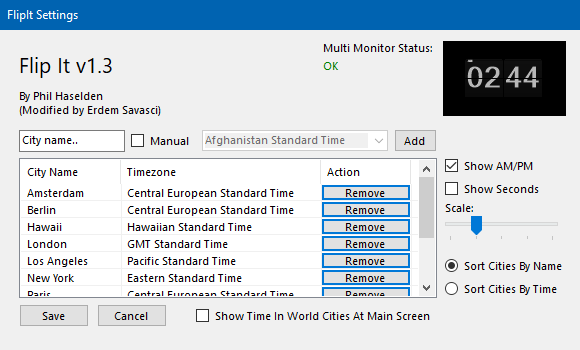 FlipIt Settings
Flip It v1.3
Multi Monitor Status:
OK
02 44
By Phil Haselden
(Modified by Erdem Savasci)
City name..
Manual
Afghanistan Standard Time
Add
City Name Timezone Action
Amsterdam Central European Standard Time Remove
Berlin Central European Standard Time Remove
Hawaii Hawaiian Standard Time Remove
London GMT Standard Time Remove
Los Angeles Pacific Standard Time Remove
New York Eastern Standard Time Remove
Paris Central European Standard Time Remove
Show AM/PM
Show Seconds
Scale:
Sort Cities By Name
Sort Cities By Time
Save
Cancel
Show Time In World Cities At Main Screen